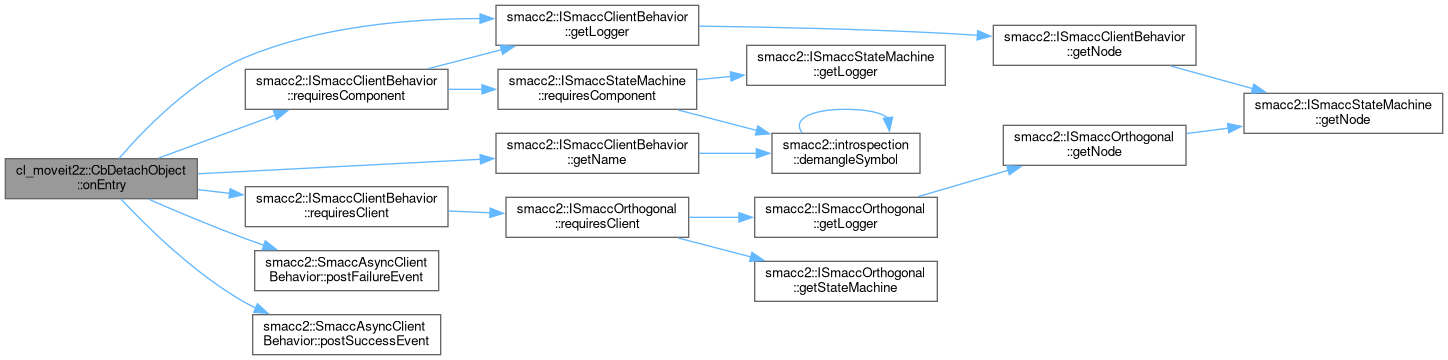 cl_moveit2z::CbDetachObject
::onEntry
smacc2::ISmaccClientBehavior
::getLogger
smacc2::ISmaccClientBehavior
::getNode
smacc2::ISmaccStateMachine
::getNode
smacc2::ISmaccClientBehavior
::requiresComponent
smacc2::ISmaccStateMachine
::requiresComponent
smacc2::ISmaccStateMachine
::getLogger
smacc2::introspection
::demangleSymbol
smacc2::ISmaccClientBehavior
::getName
smacc2::ISmaccClientBehavior
::requiresClient
smacc2::ISmaccOrthogonal
::requiresClient
smacc2::ISmaccOrthogonal
::getLogger
smacc2::ISmaccOrthogonal
::getNode
smacc2::ISmaccOrthogonal
::getStateMachine
smacc2::SmaccAsyncClient
Behavior::postFailureEvent
smacc2::SmaccAsyncClient
Behavior::postSuccessEvent